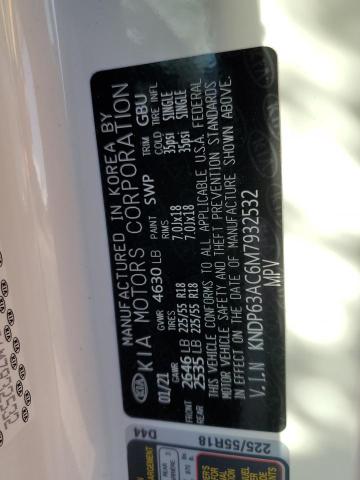 MANUFACTURED IN KOREA BY
KIA MOTORS CORPORATION
01/21 GVWR 4630 LB PAINT SWP TRIM GBU
GAWR TIRES RIMS COLD TIRE INFL
FRONT 2646 LB 225/55 R18 7.0Jx18 35psi SINGLE
REAR 2535 LB 225/55 R18 7.0Jx18 35psi SINGLE
THIS VEHICLE CONFORMS TO ALL APPLICABLE U.S.A. FEDERAL
MOTOR VEHICLE SAFETY AND THEFT PREVENTION STANDARDS
IN EFFECT ON THE DATE OF MANUFACTURE SHOWN ABOVE.
V.I.N KNDP63AC6M7932532
MPV
D44
225/55R18